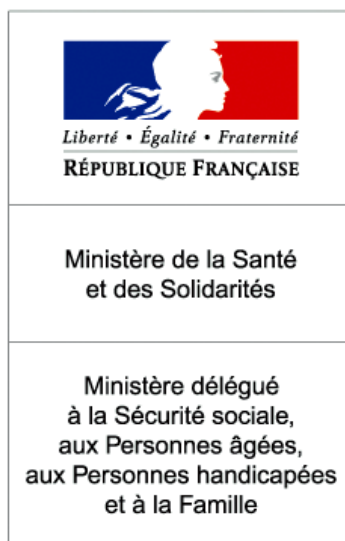 Liberté • Égalité • Fraternité
RÉPUBLIQUE FRANÇAISE
Ministère de la Santé
et des Solidarités
Ministère délégué
à la Sécurité sociale,
aux Personnes âgées,
aux Personnes handicapées
et à la Famille